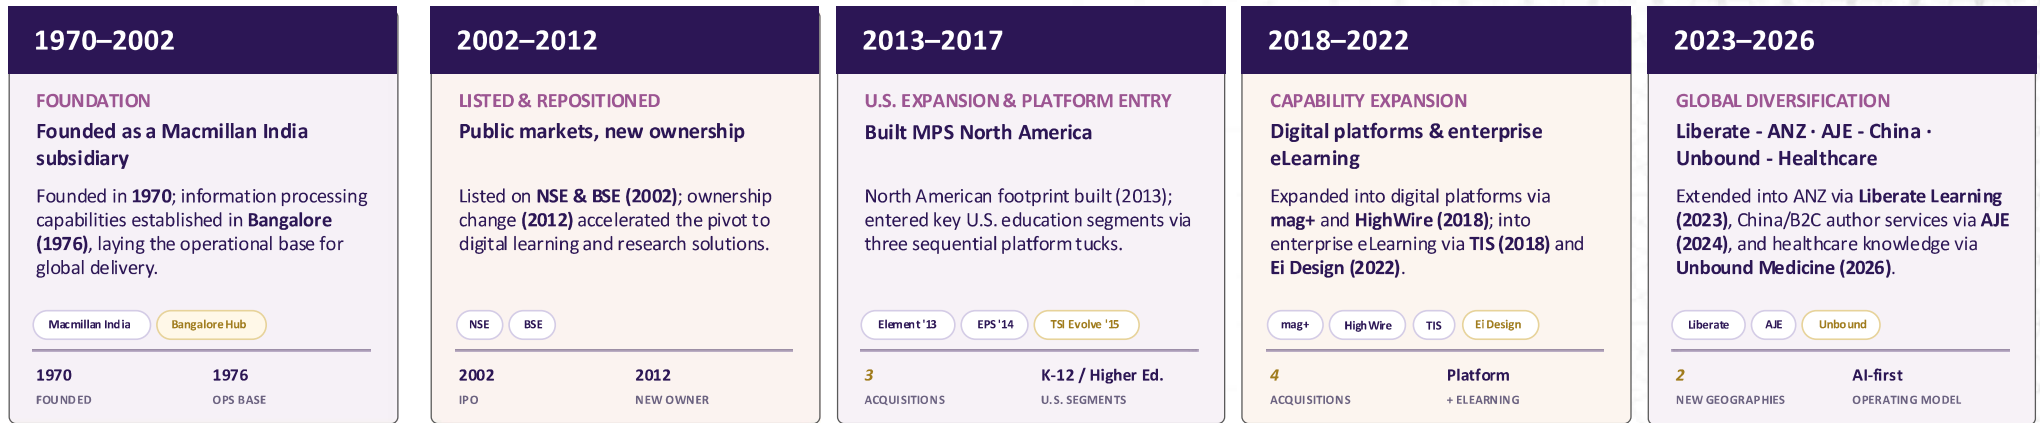 1970–2002
FOUNDATION
Founded as a Macmillan India
subsidiary
Founded in 1970; information processing
capabilities established in Bangalore
(1976), laying the operational base for
global delivery.
Macmillan India
Bangalore Hub
1970
1976
FOUNDED
OPS BASE
2002–2012
LISTED & REPOSITIONED
Public markets, new ownership
Listed on NSE & BSE (2002); ownership
change (2012) accelerated the pivot to
digital learning and research solutions.
NSE
BSE
2002
2012
IPO
NEW OWNER
2013–2017
U.S. EXPANSION & PLATFORM ENTRY
Built MPS North America
North American footprint built (2013);
entered key U.S. education segments via
three sequential platform tucks.
Element '13
EPS '14
TSI Evolve '15
3
K-12 / Higher Ed.
ACQUISITIONS
U.S. SEGMENTS
2018–2022
CAPABILITY EXPANSION
Digital platforms & enterprise
eLearning
Expanded into digital platforms via
mag+ and HighWire (2018); into
enterprise eLearning via TIS (2018) and
Ei Design (2022).
mag+
HighWire
TIS
Ei Design
4
Platform
ACQUISITIONS
+ ELEARNING
2023–2026
GLOBAL DIVERSIFICATION
Liberate - ANZ · AJE - China ·
Unbound - Healthcare
Extended into ANZ via Liberate Learning
(2023), China/B2C author services via AJE
(2024), and healthcare knowledge via
Unbound Medicine (2026).
Liberate
AJE
Unbound
2
AI-first
NEW GEOGRAPHIES
OPERATING MODEL